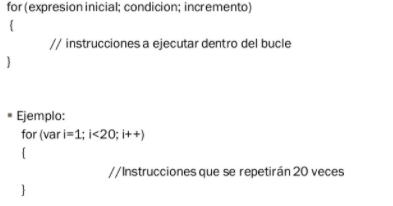 for (expresion inicial; condicion; incremento)
{
// instrucciones a ejecutar dentro del bucle
}
▪ Ejemplo:
for (var i=1; i<20; i++)
{
//Instrucciones que se repetirán 20 veces
}